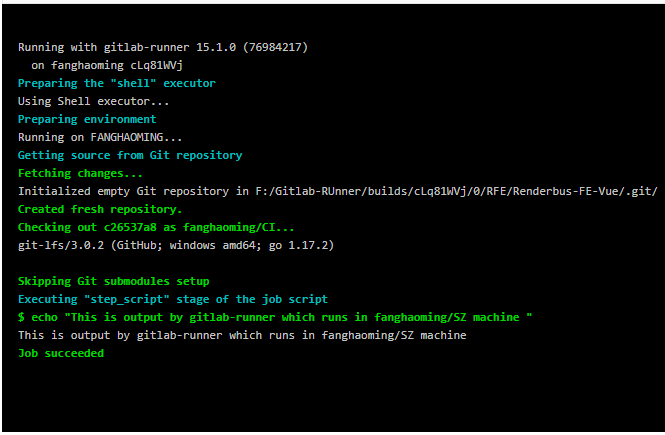 Running with gitlab-runner 15.1.0 (76984217)
on fanghaoming cLq81WVj
Preparing the "shell" executor
Using Shell executor...
Preparing environment
Running on FANGHAOMING...
Getting source from Git repository
Fetching changes...
Initialized empty Git repository in F:/Gitlab-RUnner/builds/cLq81WVj/0/RFE/Renderbus-FE-Vue/.git/
Created fresh repository.
Checking out c26537a8 as fanghaoming/CI...
git-lfs/3.0.2 (GitHub; windows amd64; go 1.17.2)
Skipping Git submodules setup
Executing "step_script" stage of the job script
$ echo "This is output by gitlab-runner which runs in fanghaoming/SZ machine "
This is output by gitlab-runner which runs in fanghaoming/SZ machine
Job succeeded